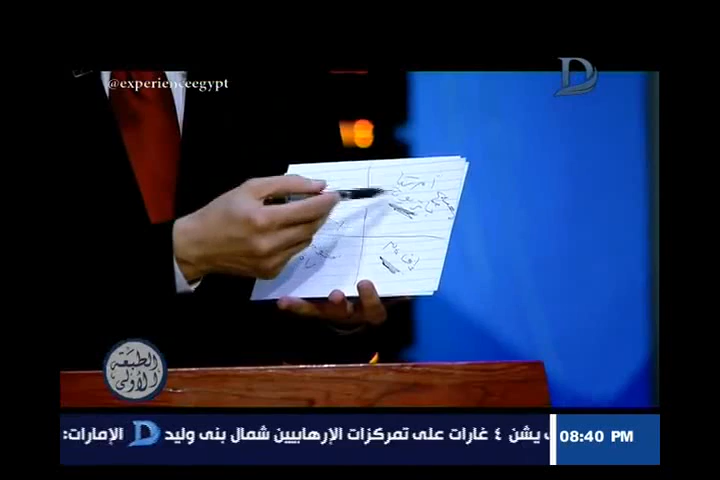 @experienceegypt
D
الطبعة
الأولى
يشن ٤ غارات على تمركزات الإرهابيين شمال بنى وليد
D
الإمارات:
08:40 PM